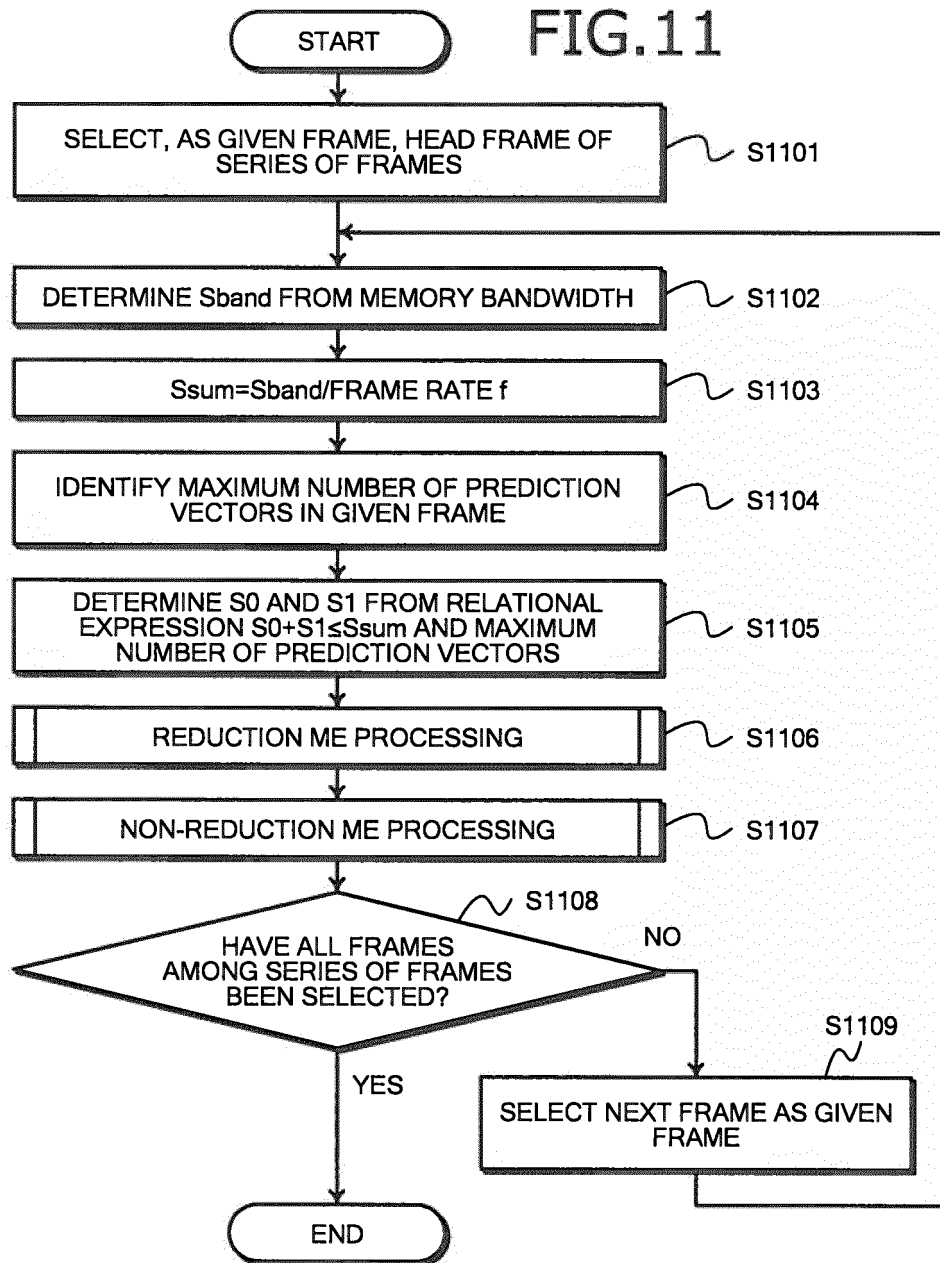 FIG.11
START
SELECT, AS GIVEN FRAME, HEAD FRAME OF
SERIES OF FRAMES
S1101
DETERMINE Sband FROM MEMORY BANDWIDTH
S1102
Ssum=Sband/FRAME RATE f
S1103
IDENTIFY MAXIMUM NUMBER OF PREDICTION
VECTORS IN GIVEN FRAME
S1104
DETERMINE S0 AND S1 FROM RELATIONAL
EXPRESSION S0+S1≤Ssum AND MAXIMUM
NUMBER OF PREDICTION VECTORS
S1105
REDUCTION ME PROCESSING
S1106
NON-REDUCTION ME PROCESSING
S1107
S1108
HAVE ALL FRAMES
AMONG SERIES OF FRAMES
BEEN SELECTED?
NO
YES
S1109
SELECT NEXT FRAME AS GIVEN
FRAME
END